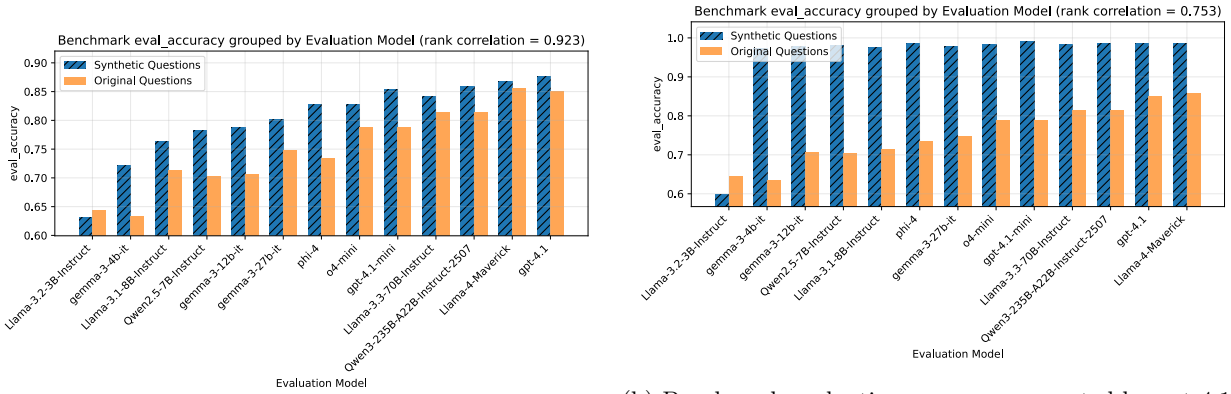 Benchmark eval_accuracy grouped by Evaluation Model (rank correlation = 0.923)
Synthetic Questions
Original Questions
eval_accuracy
0.90
0.85
0.80
0.75
0.70
0.65
0.60
Llama-3.2-3B-Instruct
gemma-3-4b-it
Llama-3.1-8B-Instruct
Qwen2.5-7B-Instruct
gemma-3-12b-it
gemma-3-27b-it
phi-4
o4-mini
gpt-4.1-mini
Llama-3.3-70B-Instruct
Qwen3-235B-A22B-Instruct-2507
Llama-4-Maverick
gpt-4.1
Evaluation Model
Benchmark eval_accuracy grouped by Evaluation Model (rank correlation = 0.753)
Synthetic Questions
Original Questions
eval_accuracy
1.0
0.9
0.8
0.7
0.6
Llama-3.2-3B-Instruct
gemma-3-4b-it
gemma-3-12b-it
Qwen2.5-7B-Instruct
Llama-3.1-8B-Instruct
phi-4
gemma-3-27b-it
o4-mini
gpt-4.1-mini
Llama-3.3-70B-Instruct
Qwen3-235B-A22B-Instruct-2507
gpt-4.1
Llama-4-Maverick
Evaluation Model